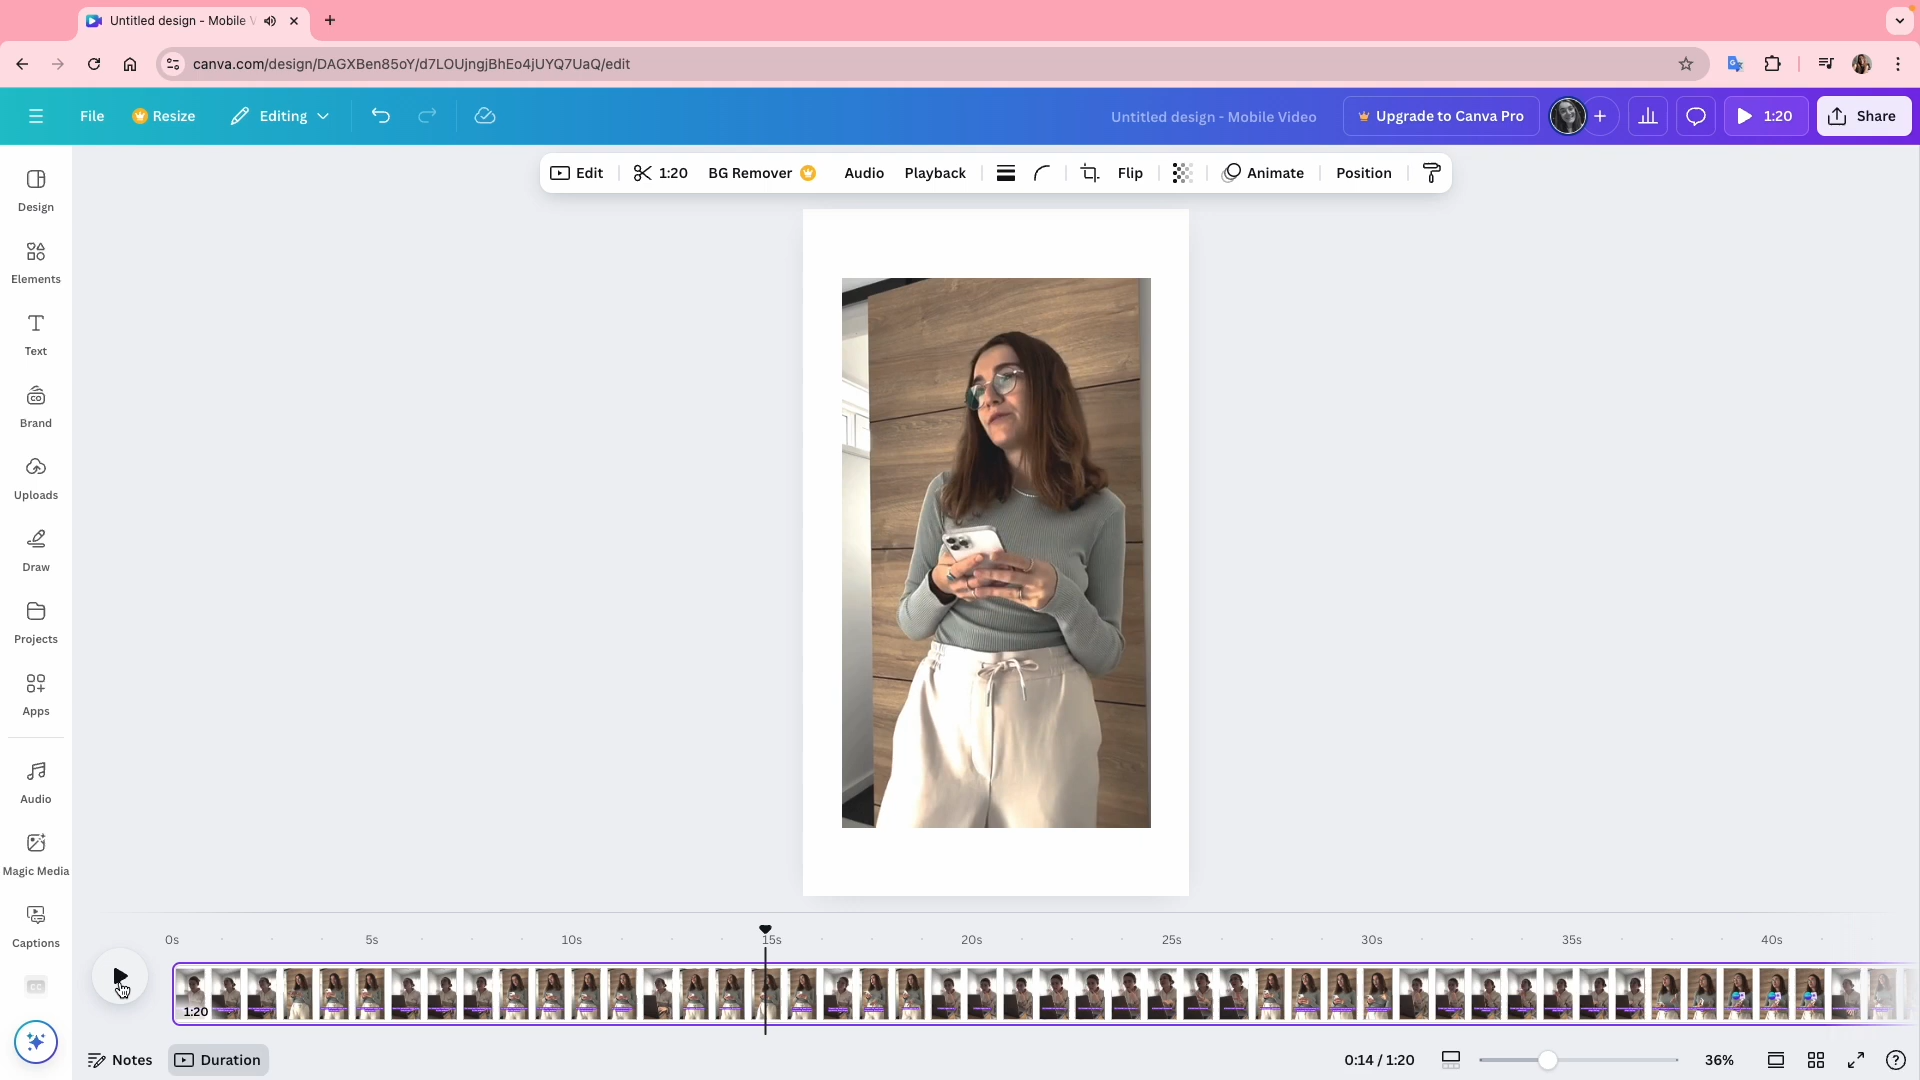 Untitled design - Mobile V
canva.com/design/DAGXBen85oY/d7LOUjngjBhEo4jUYQ7UaQ/edit
File
Resize
Editing
Untitled design - Mobile Video
Upgrade to Canva Pro
1:20
Share
Edit
1:20
BG Remover
Audio
Playback
Flip
Animate
Position
Design
Elements
Text
Brand
Uploads
Draw
Projects
Apps
Audio
Magic Media
Captions
0s
5s
10s
15s
20s
25s
30s
35s
40s
1:20
Notes
Duration
0:14 / 1:20
36%